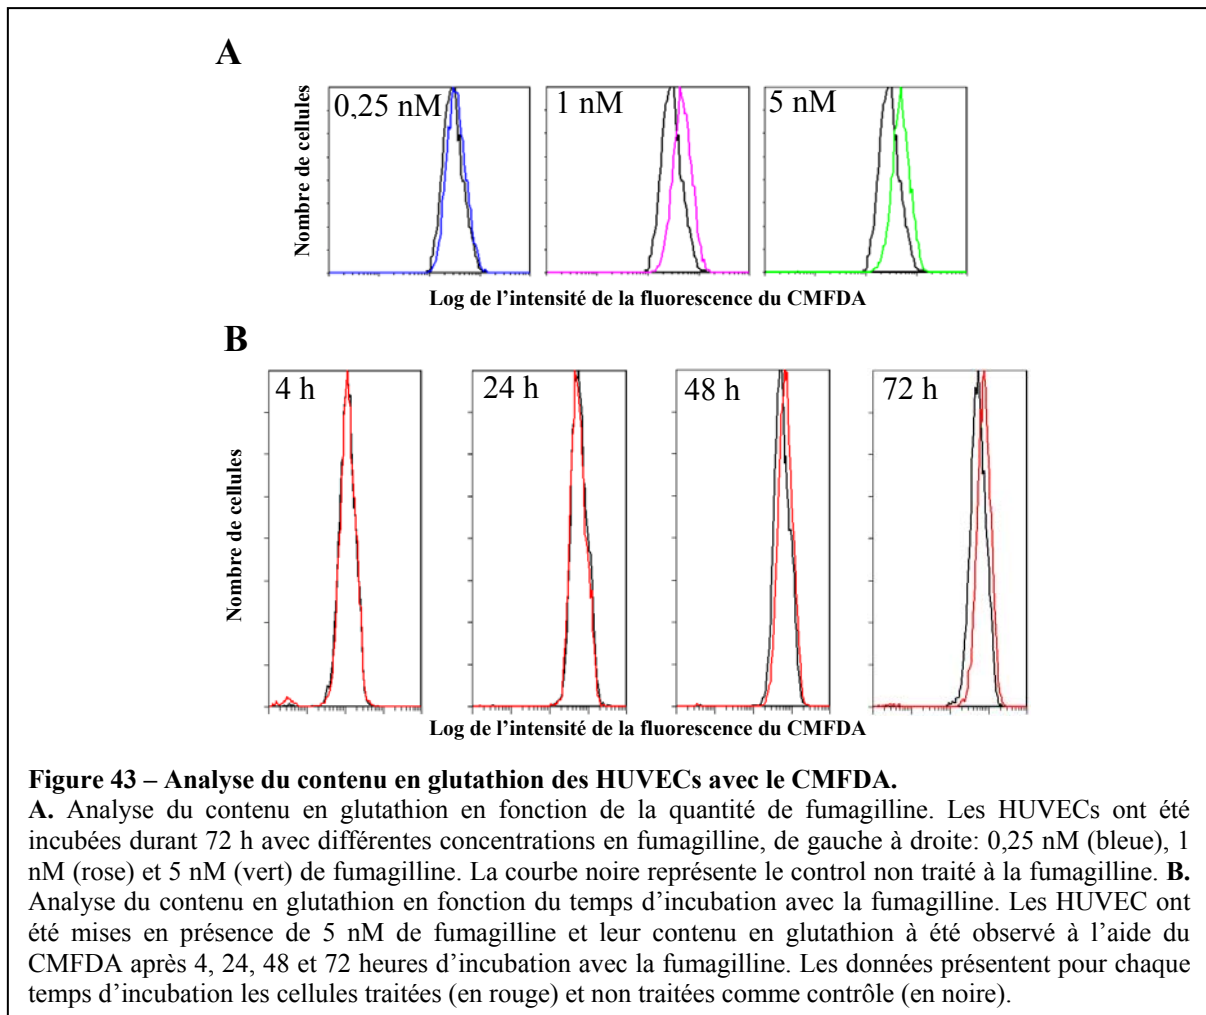 A
0,25 nM
1 nM
5 nM
Nombre de cellules
Log de l’intensité de la fluorescence du CMFDA
B
4 h
24 h
48 h
72 h
Nombre de cellules
Log de l’intensité de la fluorescence du CMFDA
Figure 43 – Analyse du contenu en glutathion des HUVECs avec le CMFDA.
A. Analyse du contenu en glutathion en fonction de la quantité de fumagilline. Les HUVECs ont été
incubées durant 72 h avec différentes concentrations en fumagilline, de gauche à droite: 0,25 nM (bleue), 1
nM (rose) et 5 nM (vert) de fumagilline. La courbe noire représente le control non traité à la fumagilline. B.
Analyse du contenu en glutathion en fonction du temps d’incubation avec la fumagilline. Les HUVEC ont
été mises en présence de 5 nM de fumagilline et leur contenu en glutathion à été observé à l’aide du
CMFDA après 4, 24, 48 et 72 heures d’incubation avec la fumagilline. Les données présentent pour chaque
temps d’incubation les cellules traitées (en rouge) et non traitées comme contrôle (en noire).